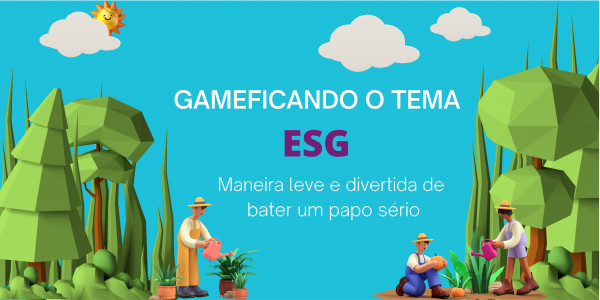 GAMEFICANDO O TEMA
ESG
Maneira leve e divertida de
bater um papo sério